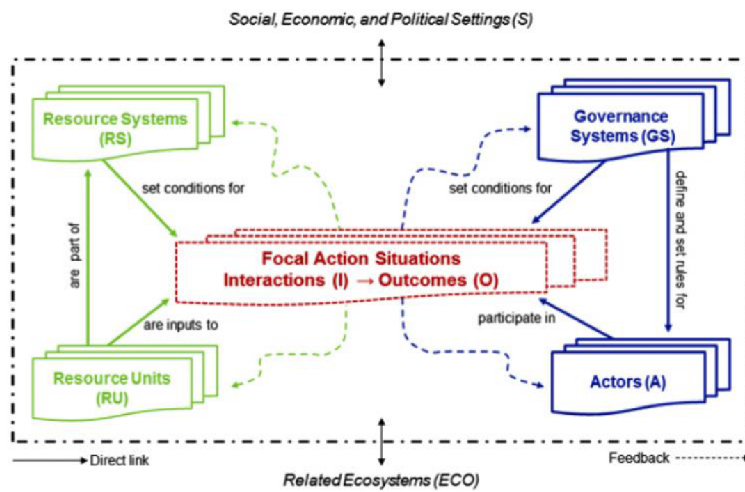 Social, Economic, and Political Settings (S)
Resource Systems
(RS)
Governance
Systems (GS)
set conditions for
set conditions for
are part of
define and set rules for
Focal Action Situations
Interactions (I) → Outcomes (O)
are inputs to
participate in
Resource Units
(RU)
Actors (A)
Direct link
Feedback
Related Ecosystems (ECO)